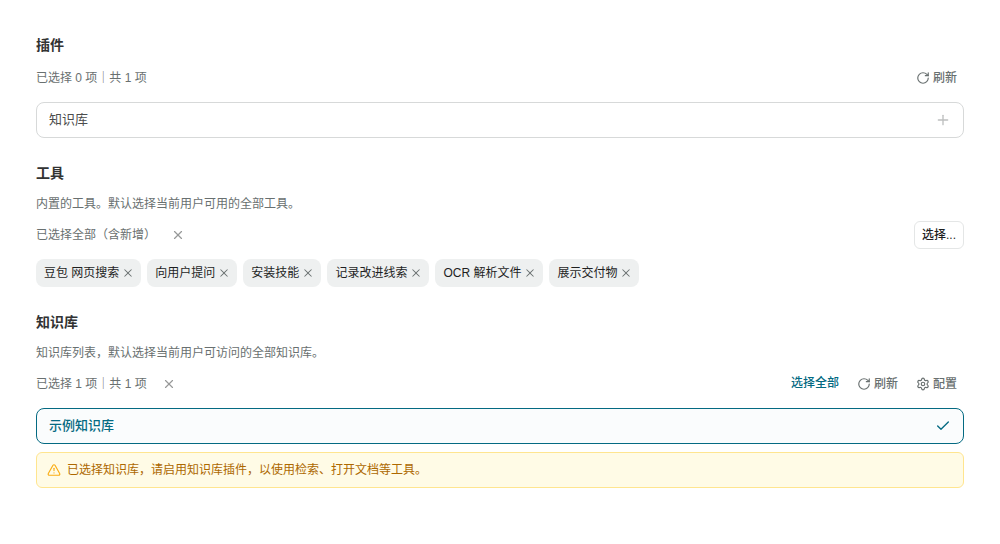 插件
已选择 0 项｜共 1 项
刷新
知识库
工具
内置的工具。默认选择当前用户可用的全部工具。
已选择全部（含新增）
选择...
豆包 网页搜索 向用户提问 安装技能 记录改进线索 OCR 解析文件 展示交付物
知识库
知识库列表，默认选择当前用户可访问的全部知识库。
已选择 1 项｜共 1 项
选择全部 刷新 配置
示例知识库
已选择知识库，请启用知识库插件，以使用检索、打开文档等工具。